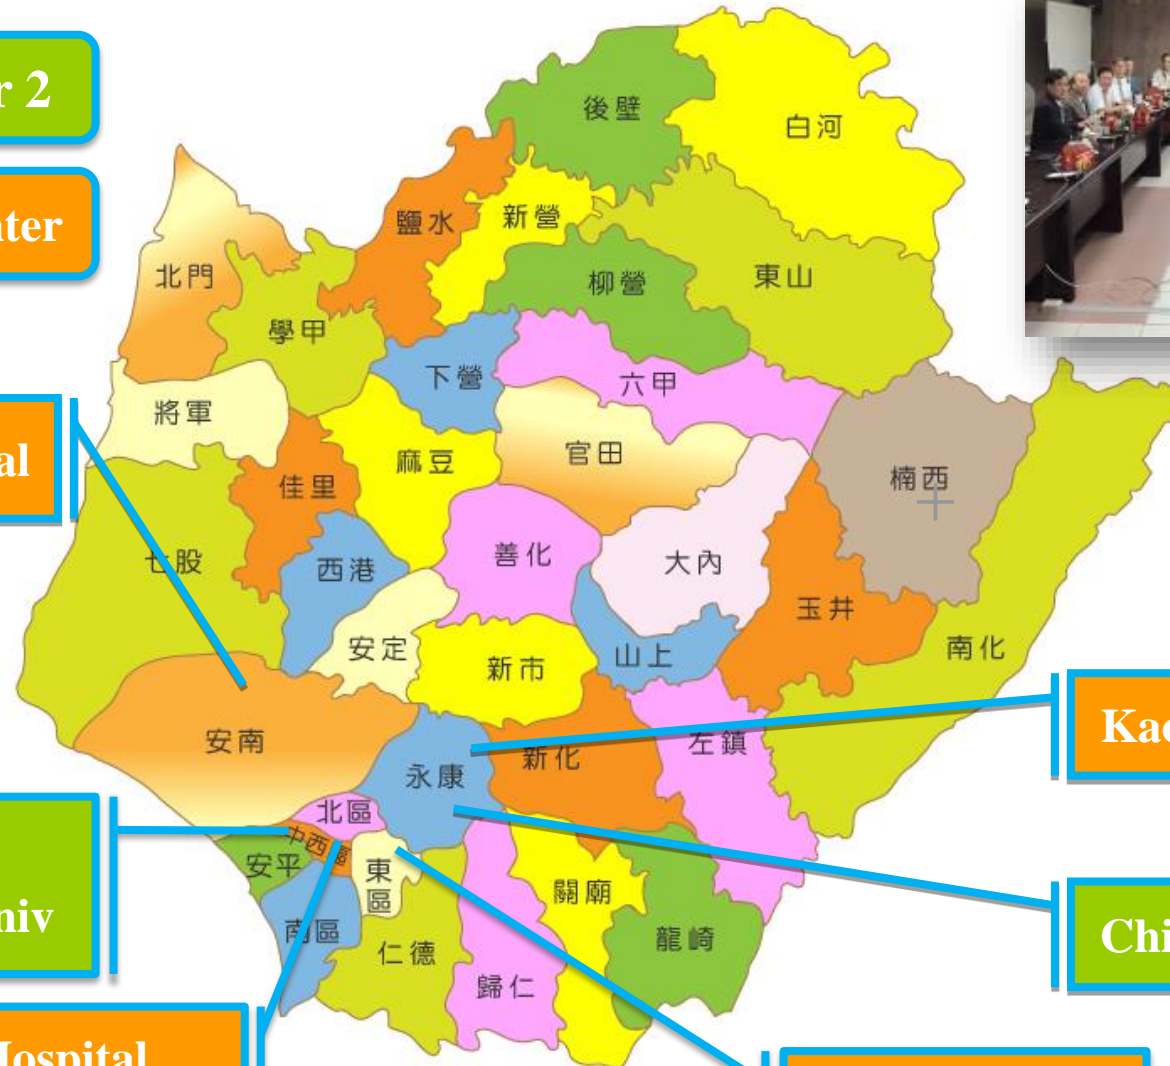 r 2
nter
al
niv
Hospital
Kao
Chi
後壁
白河
鹽水
新營
北門
柳營
東山
學甲
下營
六甲
將軍
官田
麻豆
佳里
楠西
善化
七股
西港
大內
玉井
安定
新市
山上
南化
安南
新化
左鎮
永康
北區
中西區
安平
東區
關廟
南區
仁德
龍崎
歸仁